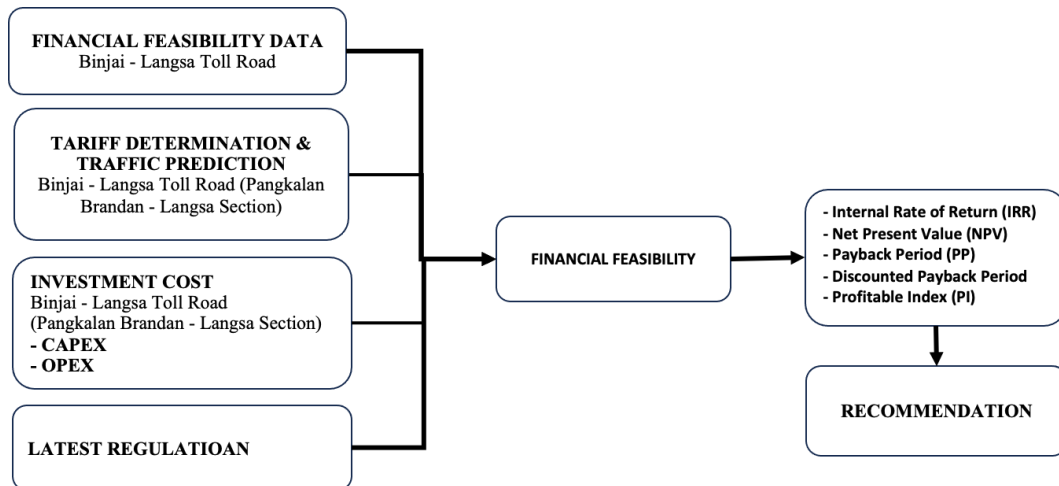 FINANCIAL FEASIBILITY DATA
Binjai - Langsa Toll Road
TARIFF DETERMINATION &
TRAFFIC PREDICTION
Binjai - Langsa Toll Road (Pangkalan
Brandan - Langsa Section)
INVESTMENT COST
Binjai - Langsa Toll Road
(Pangkalan Brandan - Langsa Section)
- CAPEX
- OPEX
LATEST REGULATIOAN
FINANCIAL FEASIBILITY
- Internal Rate of Return (IRR)
- Net Present Value (NPV)
- Payback Period (PP)
- Discounted Payback Period
- Profitable Index (PI)
RECOMMENDATION